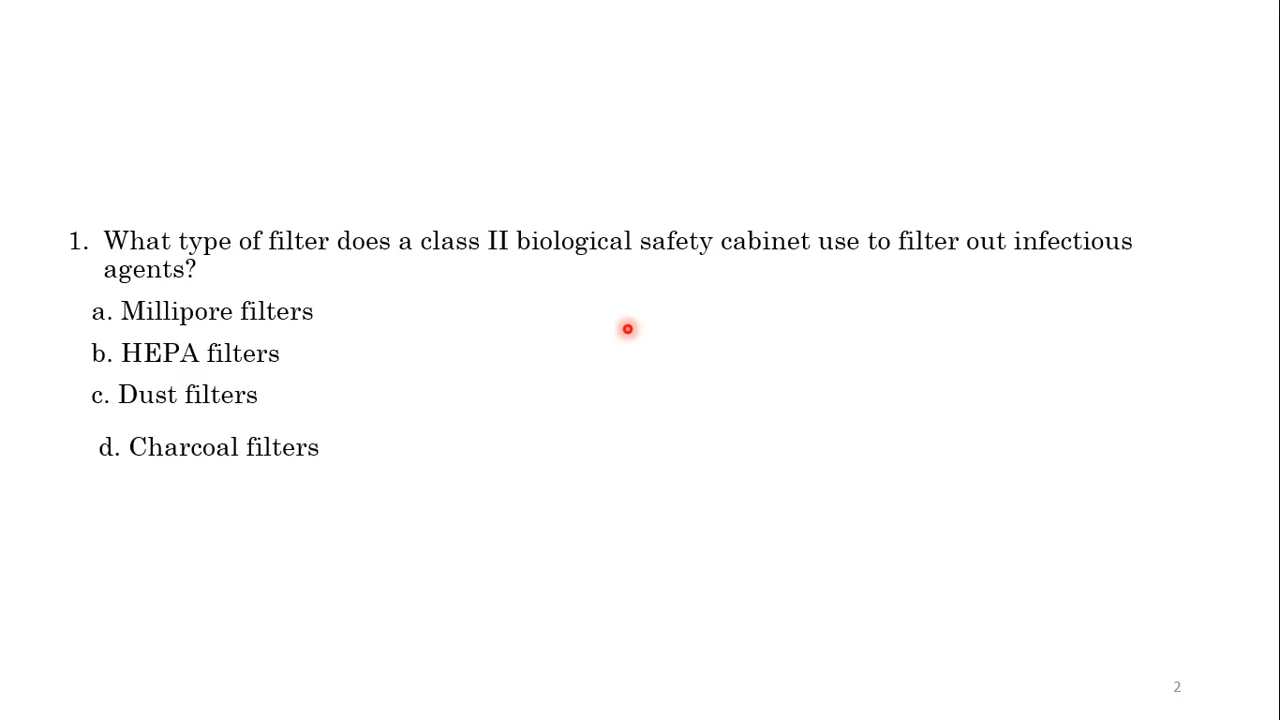 1. What type of filter does a class II biological safety cabinet use to filter out infectious
agents?
a. Millipore filters
b. HEPA filters
c. Dust filters
d. Charcoal filters
2